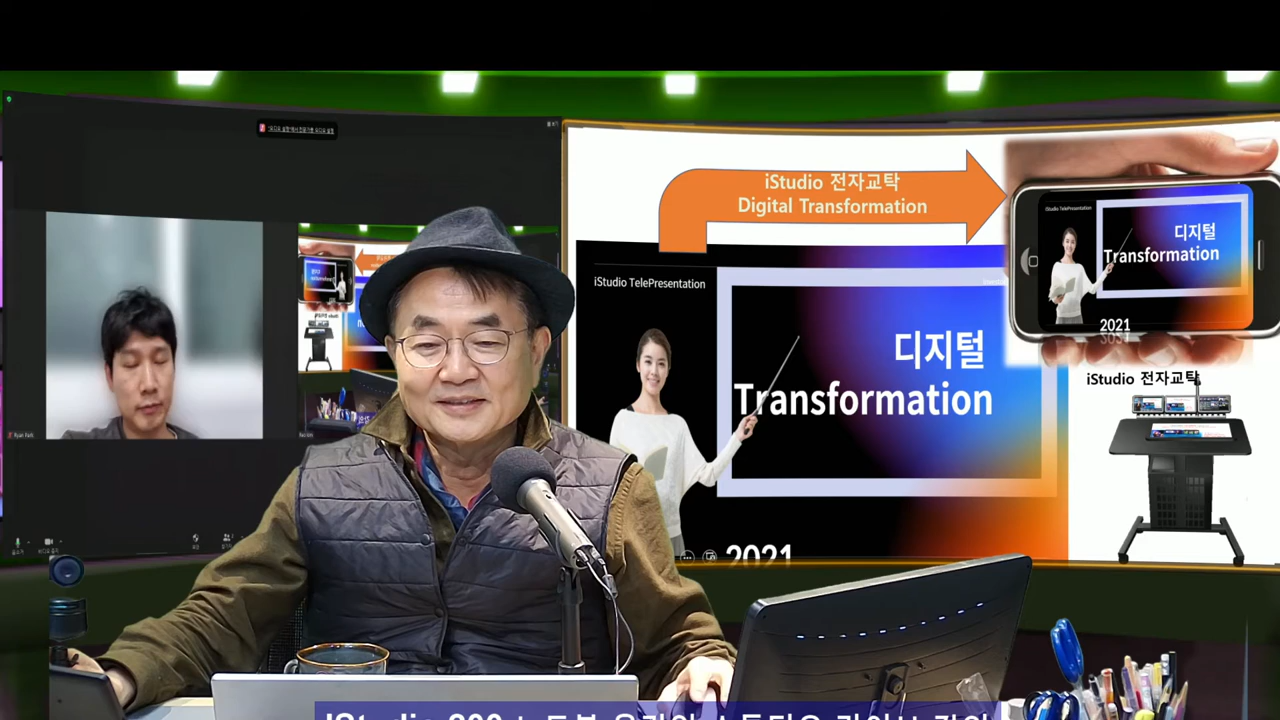 iStudio 전자교탁
Digital Transformation
iStudio TelePresentation
디지털
Transformation
2021
iStudio TelePresentation
디지털
Transformation
2021
iStudio 전자교탁